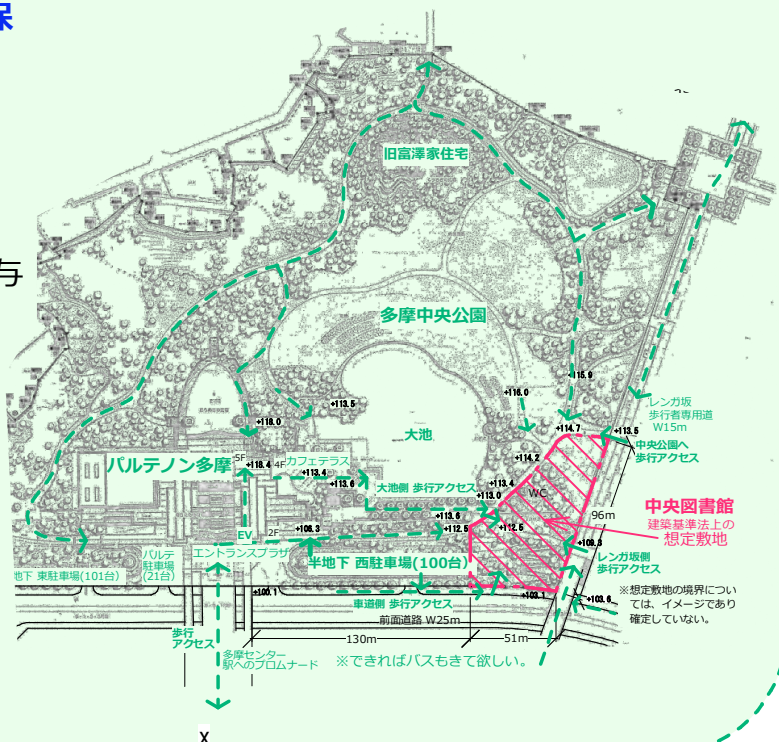 保
与
旧富澤家住宅
多摩中央公園
+115.9
+116.0
レンガ坂
歩行者専用道
W15m
+113.5
+118.0
+114.7
+113.5
中央公園へ
歩行アクセス
大池
パルテノン多摩
5F
+118.4
4F
カフェテラス
+113.4
+113.6
+114.2
大池側 歩行アクセス
+113.4
+113.0
WC
中央図書館
建築基準法上の
想定敷地
96m
+113.6
+112.5
+112.5
EV
2F
+106.3
+109.3
パルテ
駐車場
(21台)
エントランスプラザ
半地下 西駐車場(100台)
レンガ坂側
歩行アクセス
地下 東駐車場(101台)
+100.1
車道側 歩行アクセス
+103.1
+103.6
※想定敷地の境界につい
ては、イメージであり
確定していない。
前面道路 W25m
130m
51m
歩行
アクセス
多摩センター
駅へのプロムナード
※できればバスもきて欲しい。
X